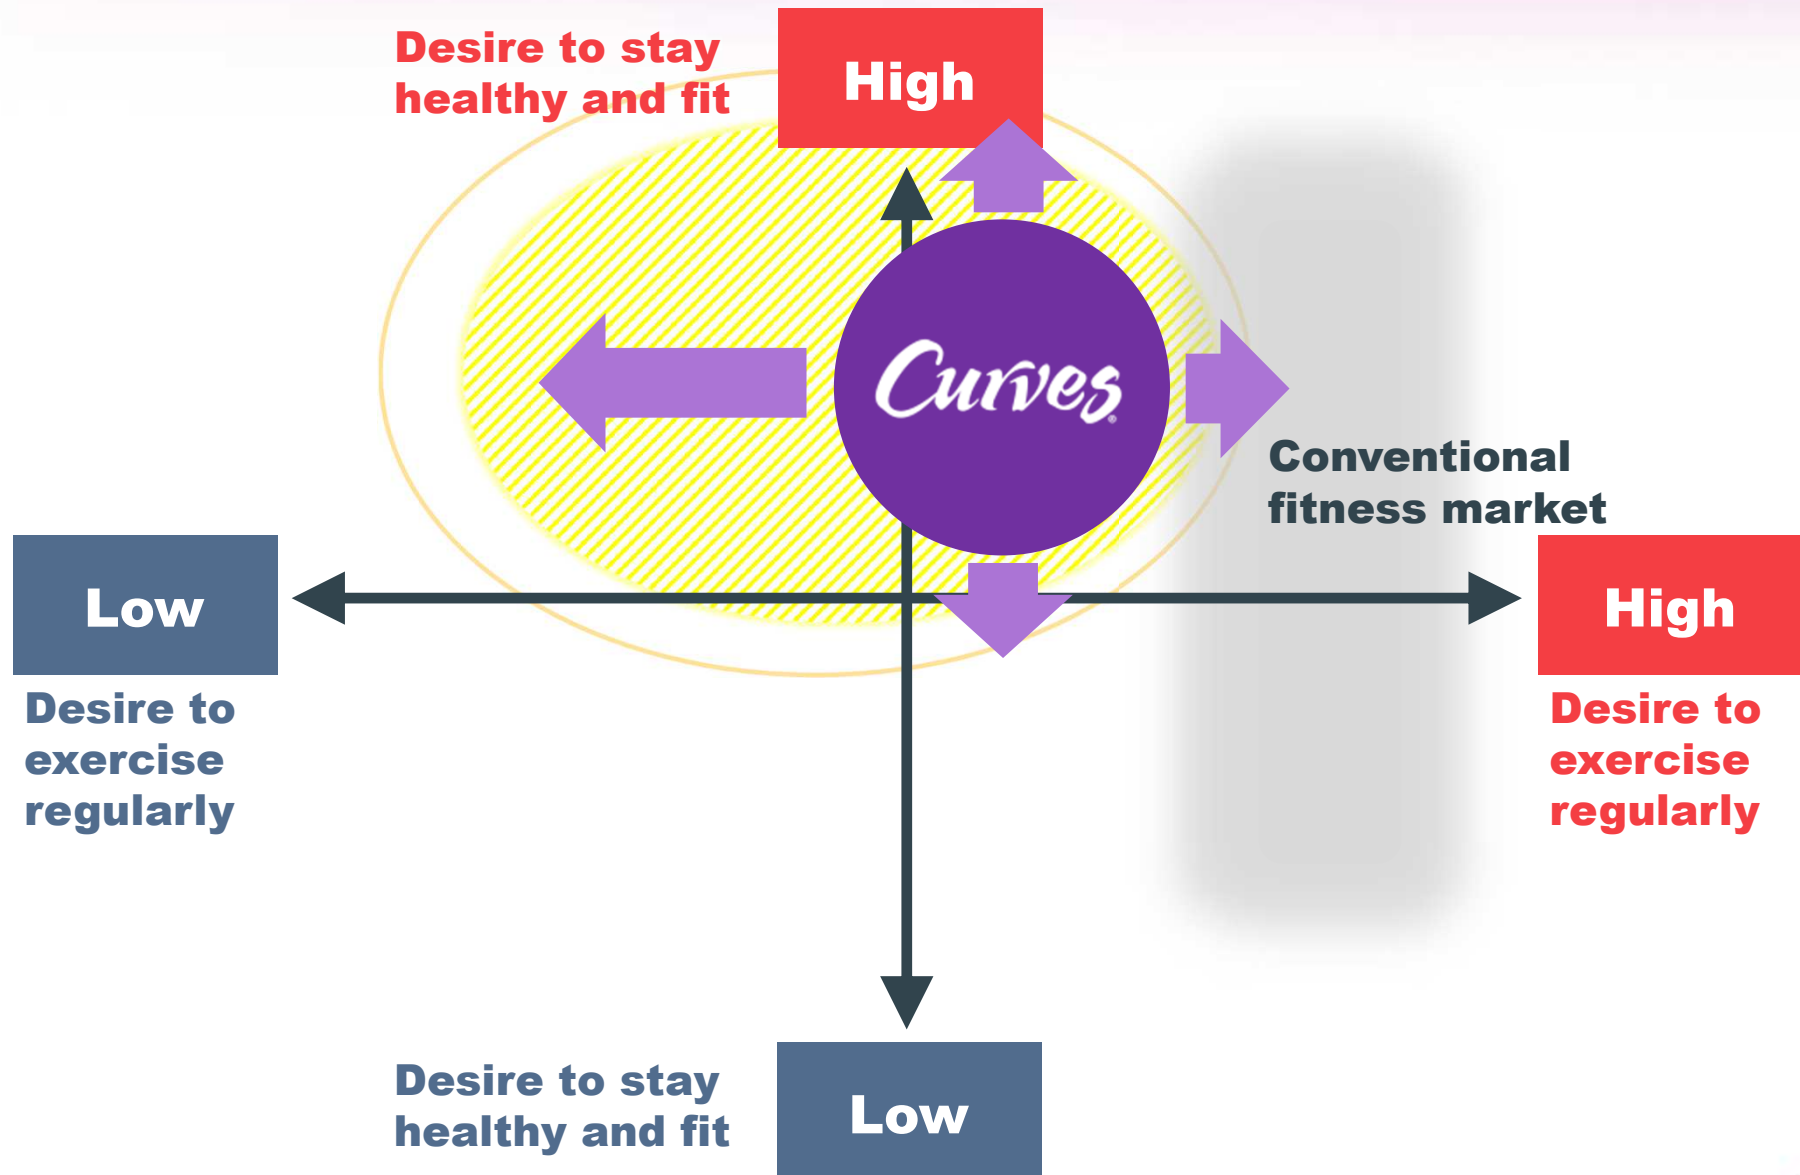 Desire to stay
healthy and fit
High
Curves®
Conventional
fitness market
Low
High
Desire to
exercise
regularly
Desire to
exercise
regularly
Desire to stay
healthy and fit
Low